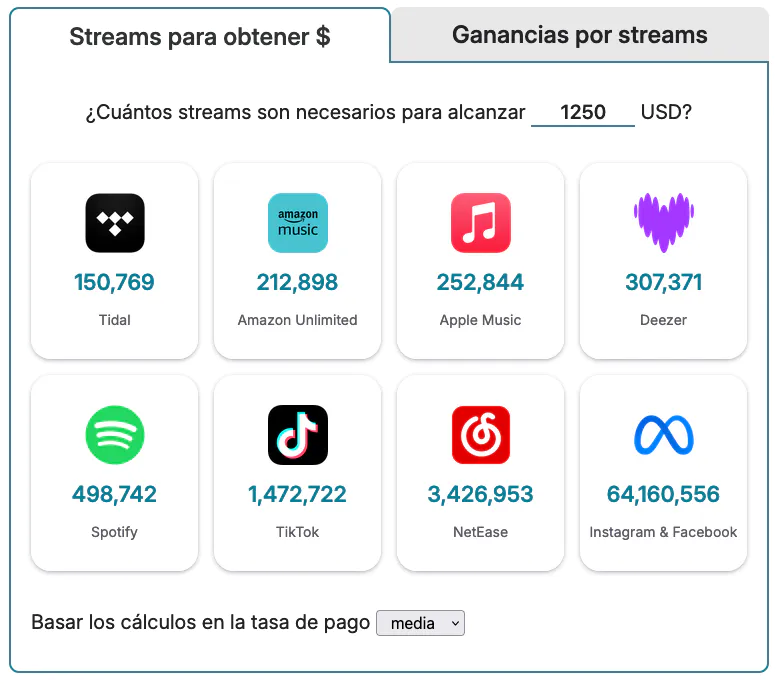 Streams para obtener $
Ganancias por streams
¿Cuántos streams son necesarios para alcanzar 1250 USD?
amazon
music
150,769
212,898
252,844
307,371
Tidal
Amazon Unlimited
Apple Music
Deezer
498,742
1,472,722
3,426,953
64,160,556
Spotify
TikTok
NetEase
Instagram & Facebook
Basar los cálculos en la tasa de pago media